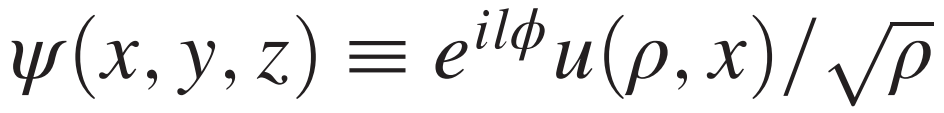 ψ(x, y, z) ≡ e^{ilϕ} u(ρ, x)/√ρ